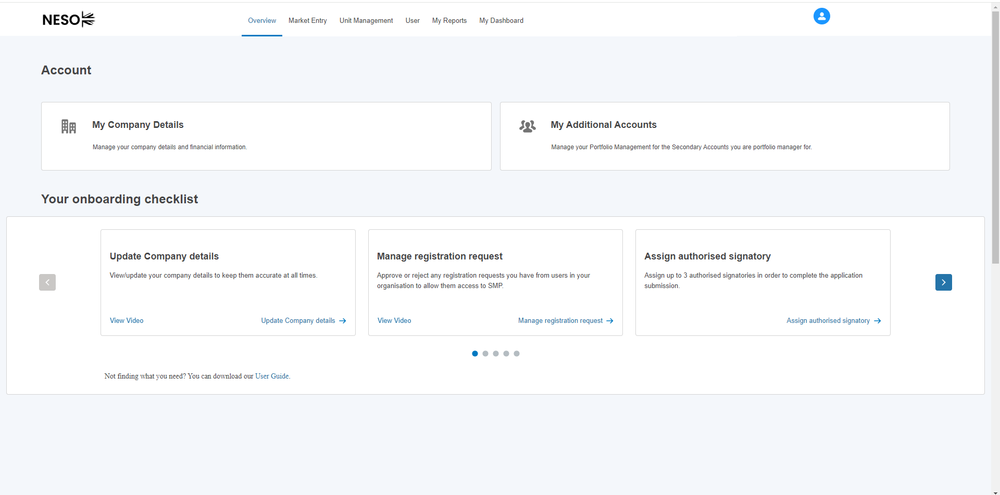 NESO
Overview Market Entry Unit Management User My Reports My Dashboard
Account
My Company Details
Manage your company details and financial information.
My Additional Accounts
Manage your Portfolio Management for the Secondary Accounts you are portfolio manager for.
Your onboarding checklist
Update Company details
View/update your company details to keep them accurate at all times.
View Video Update Company details
Manage registration request
Approve or reject any registration requests you have from users in your
organisation to allow them access to SMP.
View Video Manage registration request
Assign authorised signatory
Assign up to 3 authorised signatories in order to complete the application
submission.
Assign authorised signatory
Not finding what you need? You can download our User Guide.